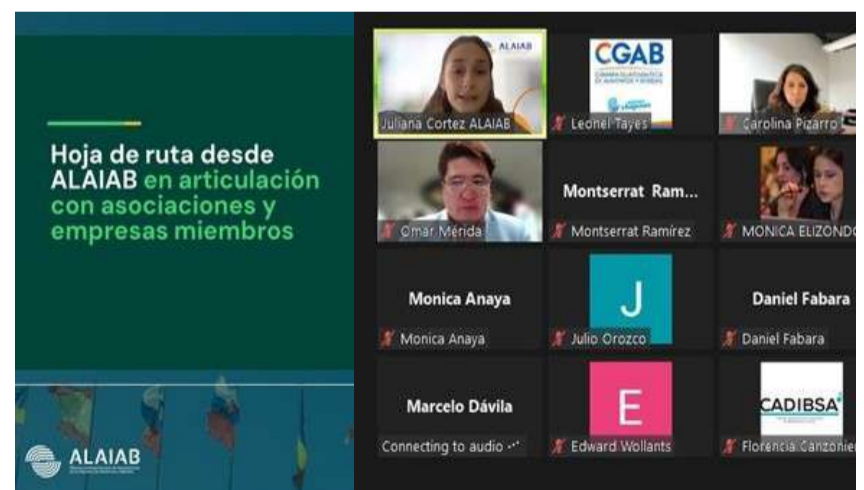 Hoja de ruta desde
ALAIAB en articulación
con asociaciones y
empresas miembros
ALAIAB
ALAIAB
Juliana Cortez ALAIAB
CGAB
Leonel Tayes
Carolina Pizarro
Omar Mérida
Montserrat Ram...
Montserrat Ramírez
MONICA ELIZONDO
Monica Anaya
Monica Anaya
J
Julio Orozco
Daniel Fabara
Daniel Fabara
Marcelo Dávila
Connecting to audio
E
Edward Wollants
CADIBSA
Florencia Canzonier